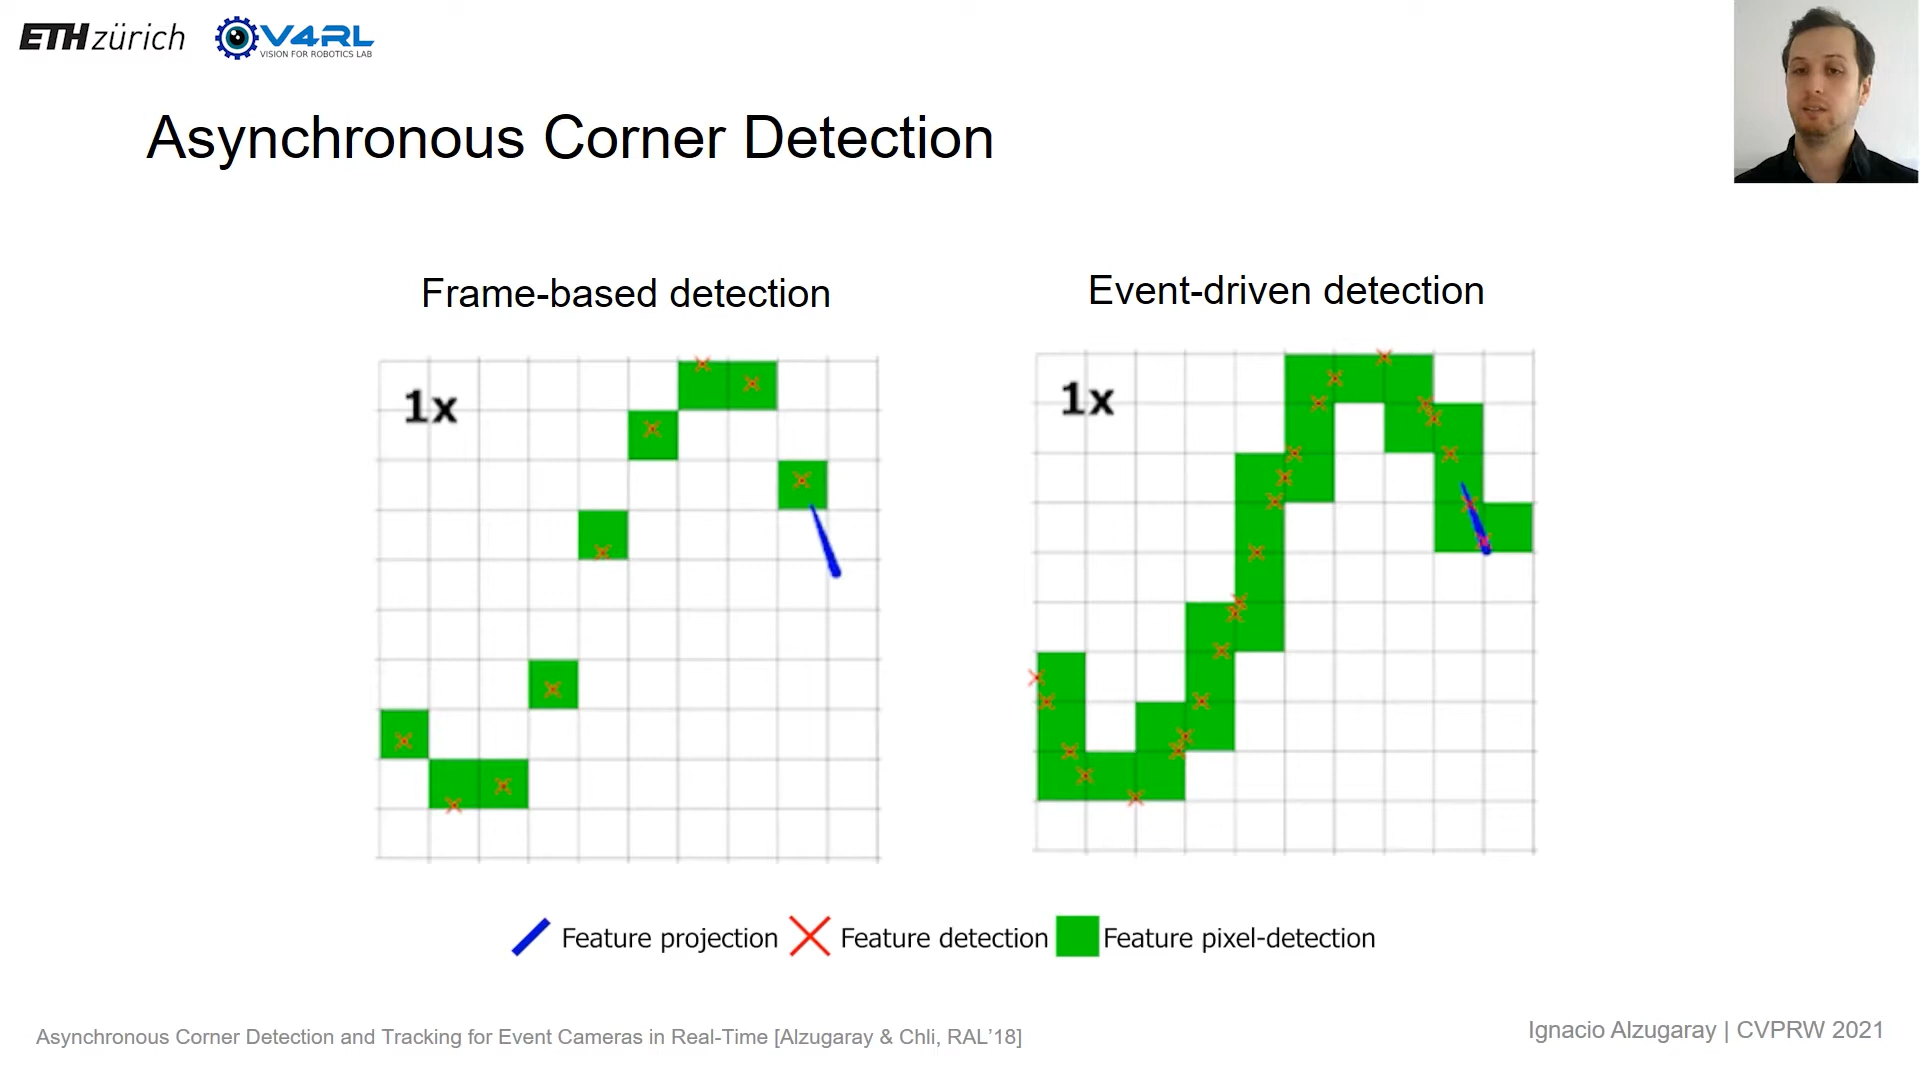 ETH zürich
V4RL
VISION FOR ROBOTICS LAB
Asynchronous Corner Detection
Frame-based detection
Event-driven detection
1x
1x
Feature projection
Feature detection
Feature pixel-detection
Asynchronous Corner Detection and Tracking for Event Cameras in Real-Time [Alzugaray & Chli, RAL’18]
Ignacio Alzugaray | CVPRW 2021